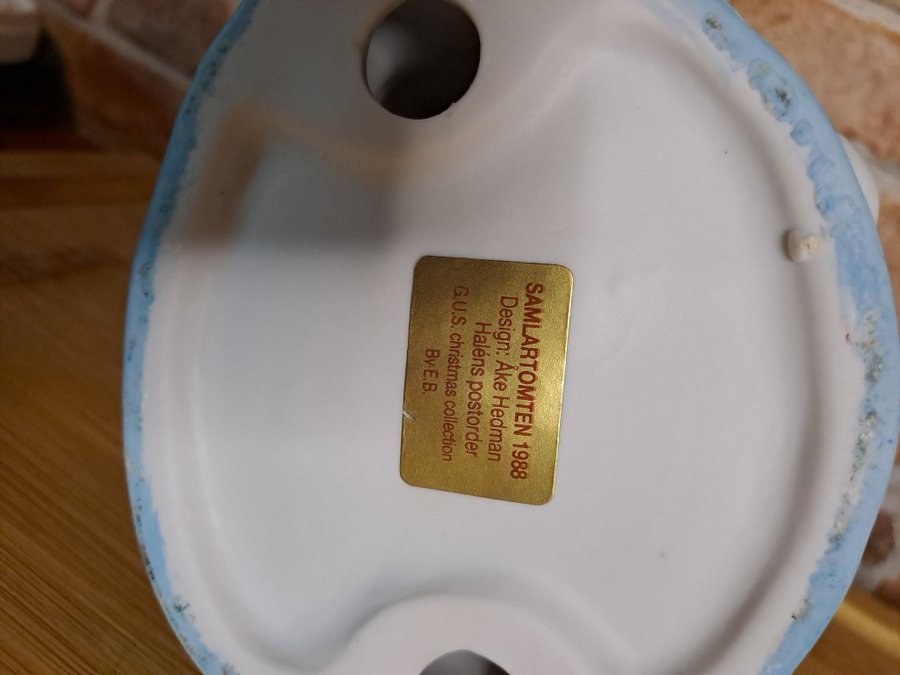 SAMLARTOMTEN 1988
Design: Åke Hedman
Haléns postorder
G.U.S. christmas collection
By E.B.